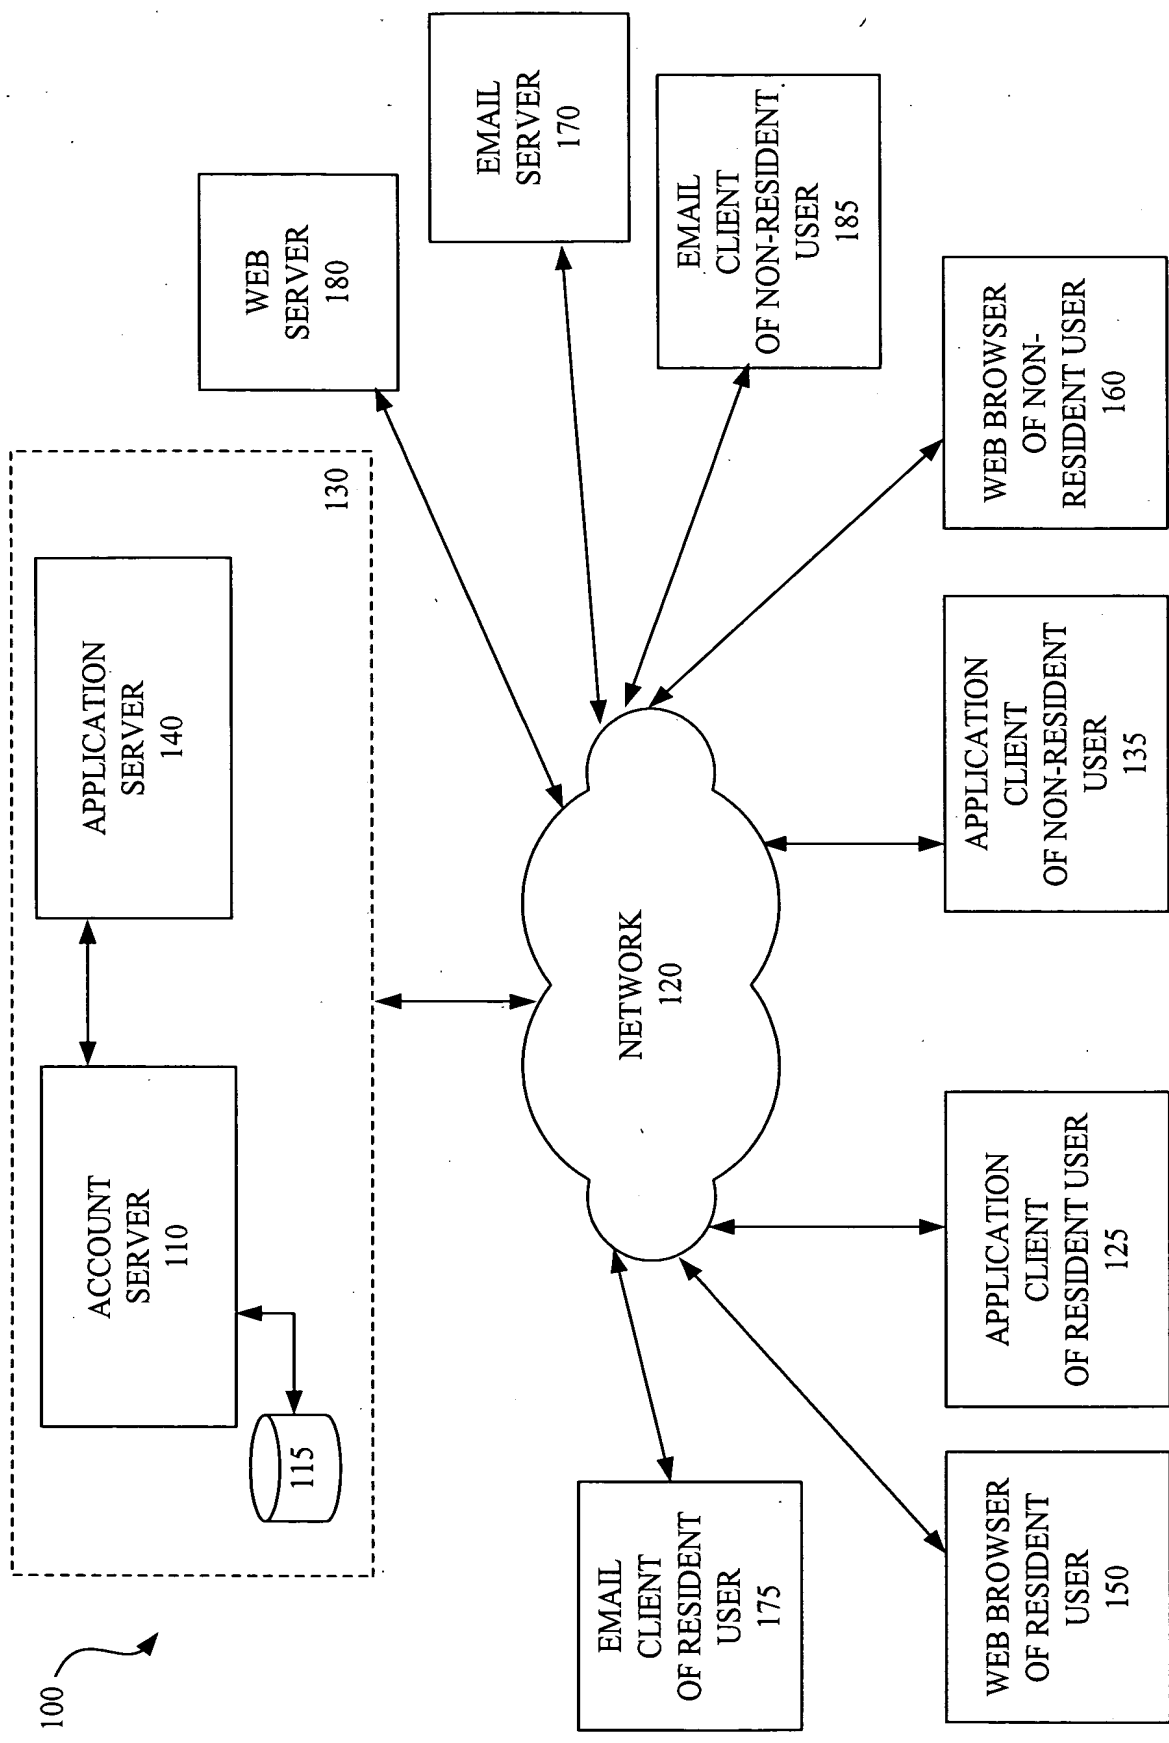 100
ACCOUNT
SERVER
110
115
APPLICATION
SERVER
140
130
WEB
SERVER
180
EMAIL
SERVER
170
EMAIL
CLIENT
OF NON-RESIDENT
USER
185
NETWORK
120
EMAIL
CLIENT
OF RESIDENT
USER
175
WEB BROWSER
OF RESIDENT
USER
150
APPLICATION
CLIENT
OF RESIDENT USER
125
APPLICATION
CLIENT
OF NON-RESIDENT
USER
135
WEB BROWSER
OF NON-
RESIDENT USER
160